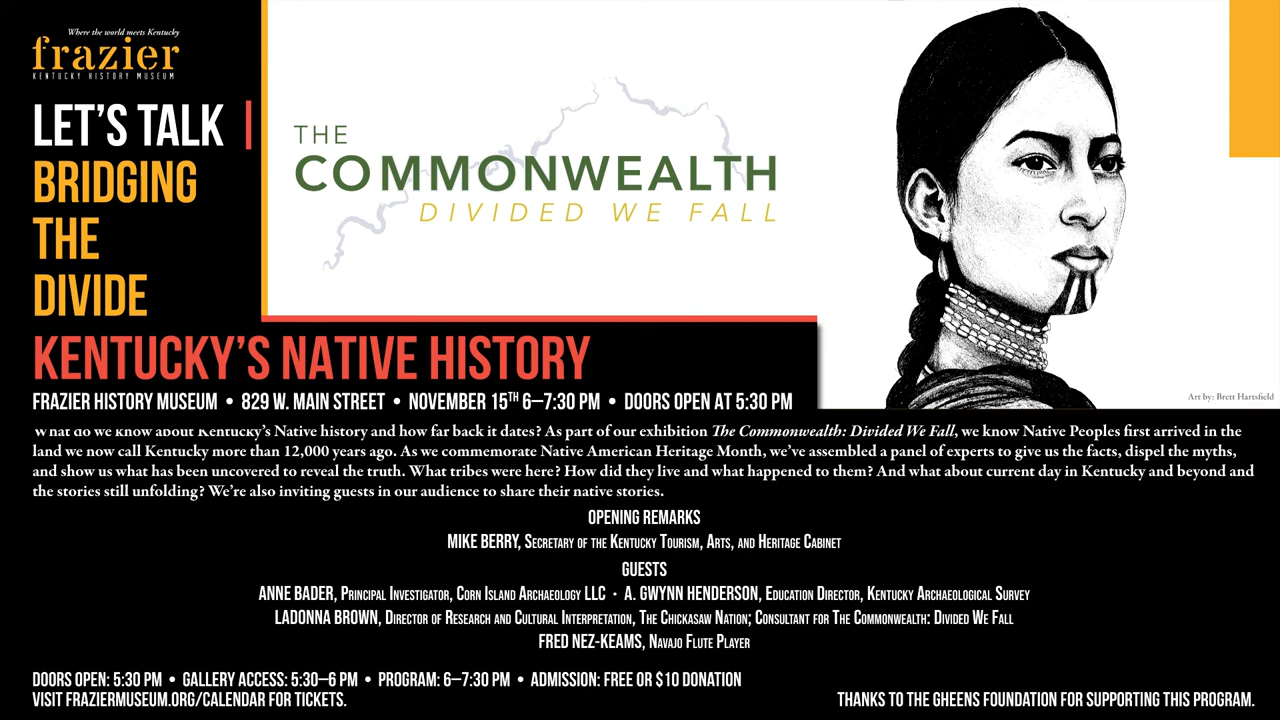 Where the world meets Kentucky
frazier
KENTUCKY HISTORY MUSEUM
LET'S TALK |
BRIDGING
THE
DIVIDE
THE
COMMONWEALTH
DIVIDED WE FALL
Art by: Brett Hartsfield
KENTUCKY'S NATIVE HISTORY
FRAZIER HISTORY MUSEUM • 829 W. MAIN STREET • NOVEMBER 15TH 6–7:30 PM • DOORS OPEN AT 5:30 PM
What do we know about Kentucky's Native history and how far back it dates? As part of our exhibition The Commonwealth: Divided We Fall, we know Native Peoples first arrived in the
land we now call Kentucky more than 12,000 years ago. As we commemorate Native American Heritage Month, we've assembled a panel of experts to give us the facts, dispel the myths,
and show us what has been uncovered to reveal the truth. What tribes were here? How did they live and what happened to them? And what about current day in Kentucky and beyond and
the stories still unfolding? We're also inviting guests in our audience to share their native stories.
OPENING REMARKS
MIKE BERRY, Secretary of the Kentucky Tourism, Arts, and Heritage Cabinet
GUESTS
ANNE BADER, Principal Investigator, Corn Island Archaeology LLC • A. GWYNN HENDERSON, Education Director, Kentucky Archaeological Survey
LADONNA BROWN, Director of Research and Cultural Interpretation, The Chickasaw Nation; Consultant for The Commonwealth: Divided We Fall
FRED NEZ-KEAMS, Navajo Flute Player
DOORS OPEN: 5:30 PM • GALLERY ACCESS: 5:30–6 PM • PROGRAM: 6–7:30 PM • ADMISSION: FREE OR $10 DONATION
VISIT FRAZIERMUSEUM.ORG/CALENDAR FOR TICKETS.
THANKS TO THE GHEENS FOUNDATION FOR SUPPORTING THIS PROGRAM.